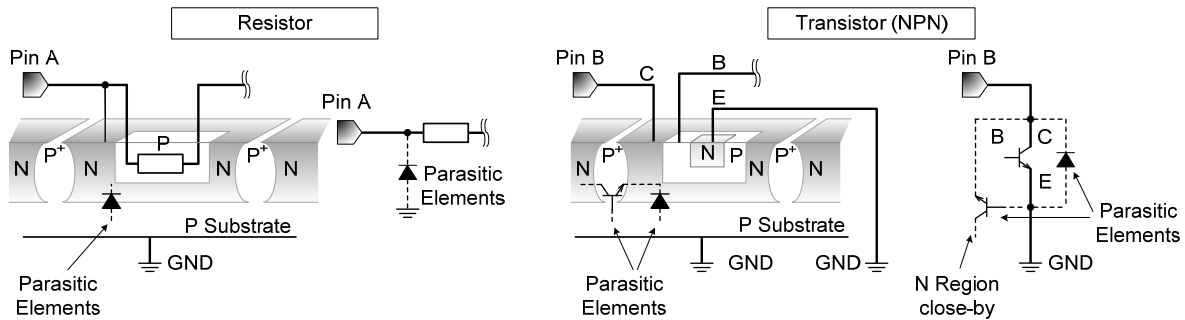 Resistor
Pin A
N
P+
N
P
N
P+
N
P Substrate
GND
Parasitic
Elements
Pin A
Parasitic
Elements
Transistor (NPN)
Pin B
C
B
E
N
P+
N
N
P
N
P+
N
P Substrate
GND
GND
Parasitic
Elements
Pin B
B
C
E
Parasitic
Elements
GND
N Region
close-by